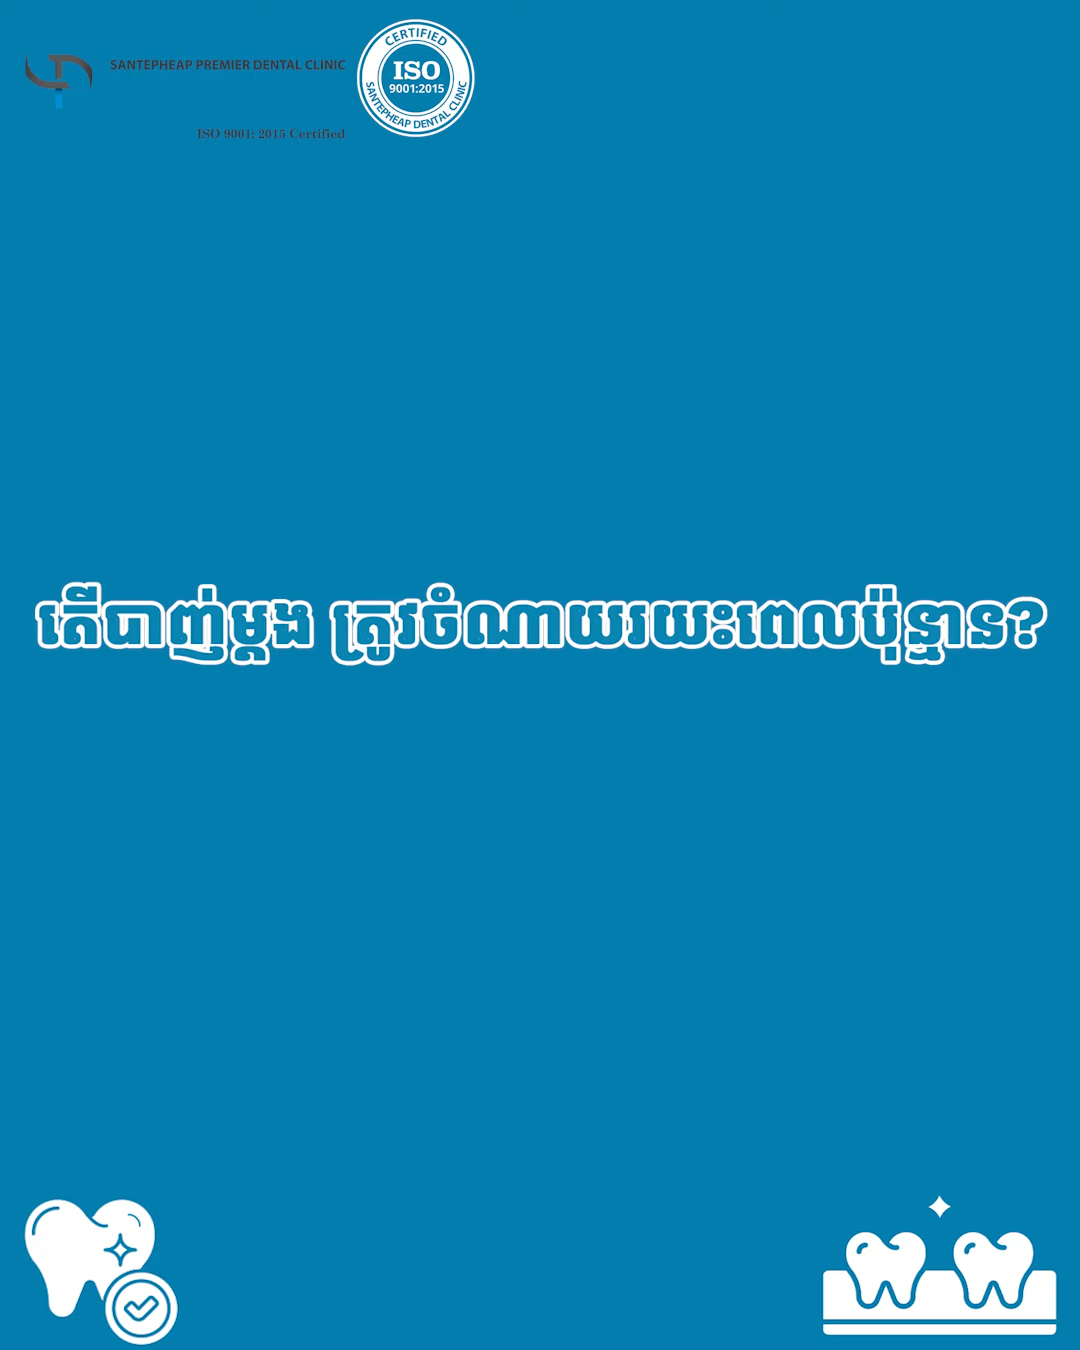 SANTEPHEAP PREMIER DENTAL CLINIC
ISO 9001: 2015 Certified
CERTIFIED
ISO
9001:2015
SANTEPHEAP DENTAL CLINIC
តើបាញ់ម្ដង ត្រូវចំណាយរយះពេលប៉ុន្មាន?